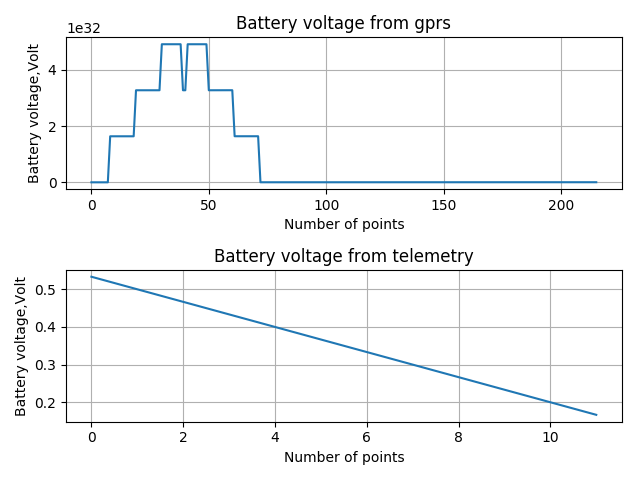 Battery voltage from gprs
1e32
Battery voltage,Volt
4
2
0
0 50 100 150 200
Number of points
Battery voltage from telemetry
Battery voltage,Volt
0.5
0.4
0.3
0.2
0 2 4 6 8 10
Number of points